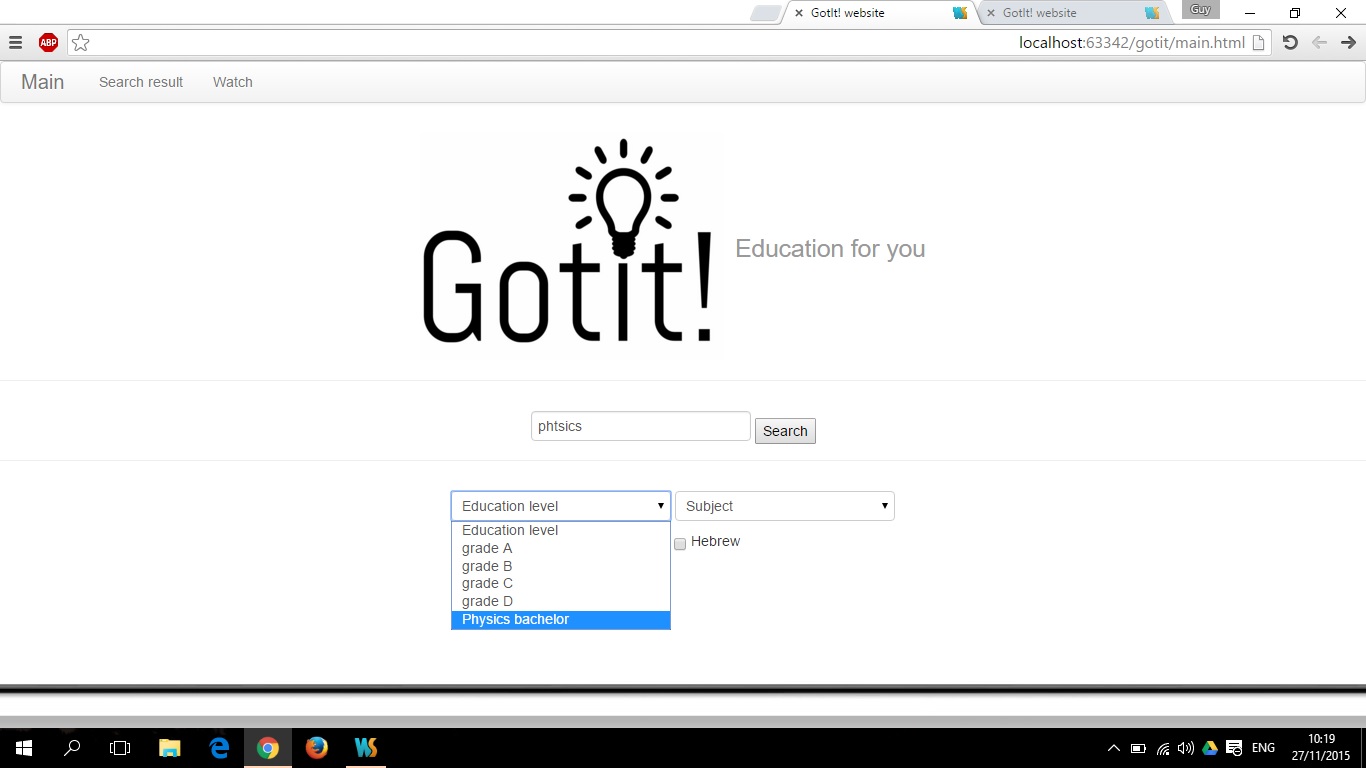 GotIt! website
GotIt! website
Guy
ABP
localhost:63342/gotit/main.html
Main
Search result
Watch
Gotit!
Education for you
phtsics
Search
Education level
Subject
Education level
grade A
grade B
grade C
grade D
Physics bachelor
Hebrew
WS
ENG
10:19
27/11/2015